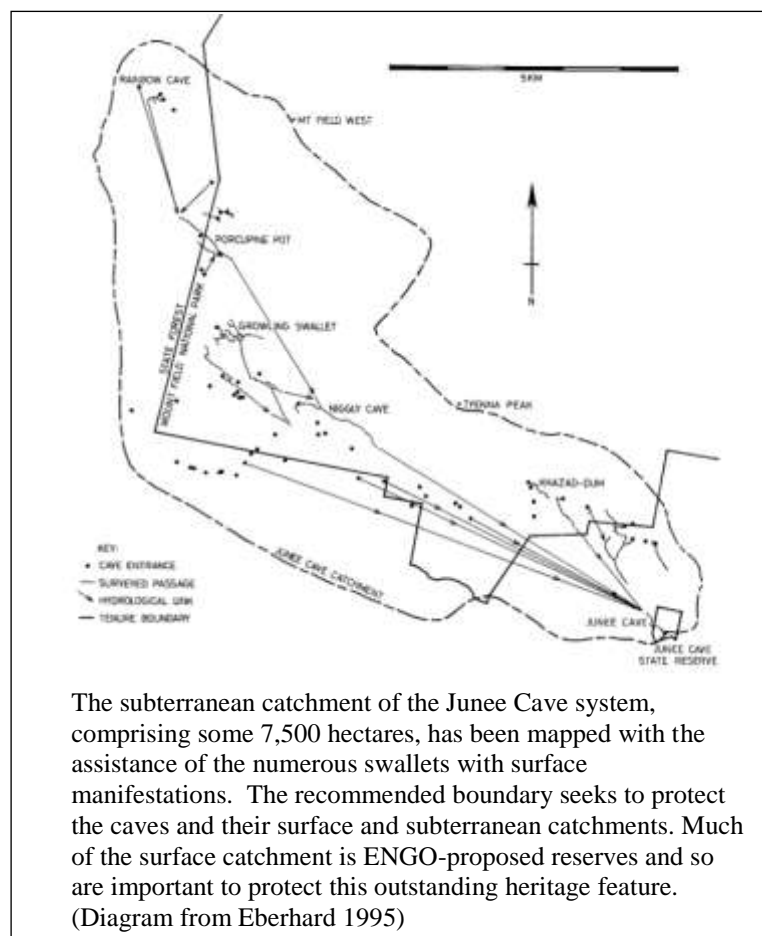 RAINBOW CAVE
5KM
MT FIELD WEST
PORCUPINE POT
N
STATE FOREST
MOUNT FIELD NATIONAL PARK
GROWLING SWALLET
NIGGLY CAVE
TYENNA PEAK
KHAZAD-DUM
KEY:
• CAVE ENTRANCE
SURVEYED PASSAGE
HYDROLOGICAL LINK
TENURE BOUNDARY
JUNEE CAVE CATCHMENT
JUNEE CAVE
JUNEE CAVE
STATE RESERVE
The subterranean catchment of the Junee Cave system,
comprising some 7,500 hectares, has been mapped with the
assistance of the numerous swallets with surface
manifestations.  The recommended boundary seeks to protect
the caves and their surface and subterranean catchments. Much
of the surface catchment is ENGO-proposed reserves and so
are important to protect this outstanding heritage feature.
(Diagram from Eberhard 1995)